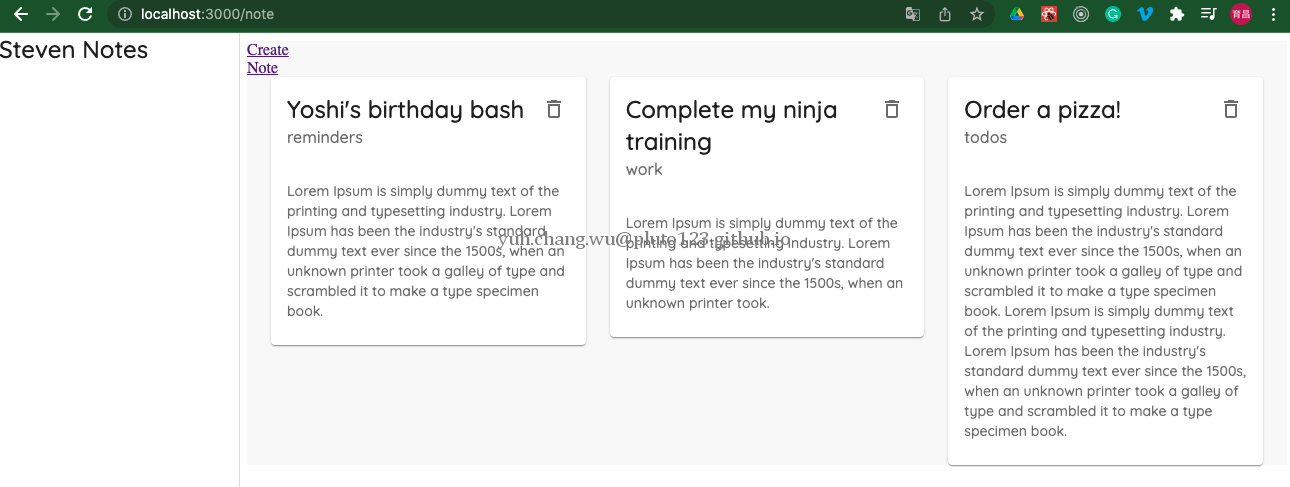 localhost:3000/note
育昌
Steven Notes
Create
Note
Yoshi's birthday bash
reminders
Lorem Ipsum is simply dummy text of the
printing and typesetting industry. Lorem
Ipsum has been the industry's standard
dummy text ever since the 1500s, when an
unknown printer took a galley of type and
scrambled it to make a type specimen
book.
Complete my ninja
training
work
Lorem Ipsum is simply dummy text of the
printing and typesetting industry. Lorem
Ipsum has been the industry's standard
dummy text ever since the 1500s, when an
unknown printer took.
Order a pizza!
todos
Lorem Ipsum is simply dummy text of the
printing and typesetting industry. Lorem
Ipsum has been the industry's standard
dummy text ever since the 1500s, when an
unknown printer took a galley of type and
scrambled it to make a type specimen
book. Lorem Ipsum is simply dummy text
of the printing and typesetting industry.
Lorem Ipsum has been the industry's
standard dummy text ever since the 1500s,
when an unknown printer took a galley of
type and scrambled it to make a type
specimen book.
yuh.chang.wu@pluto123.github.io